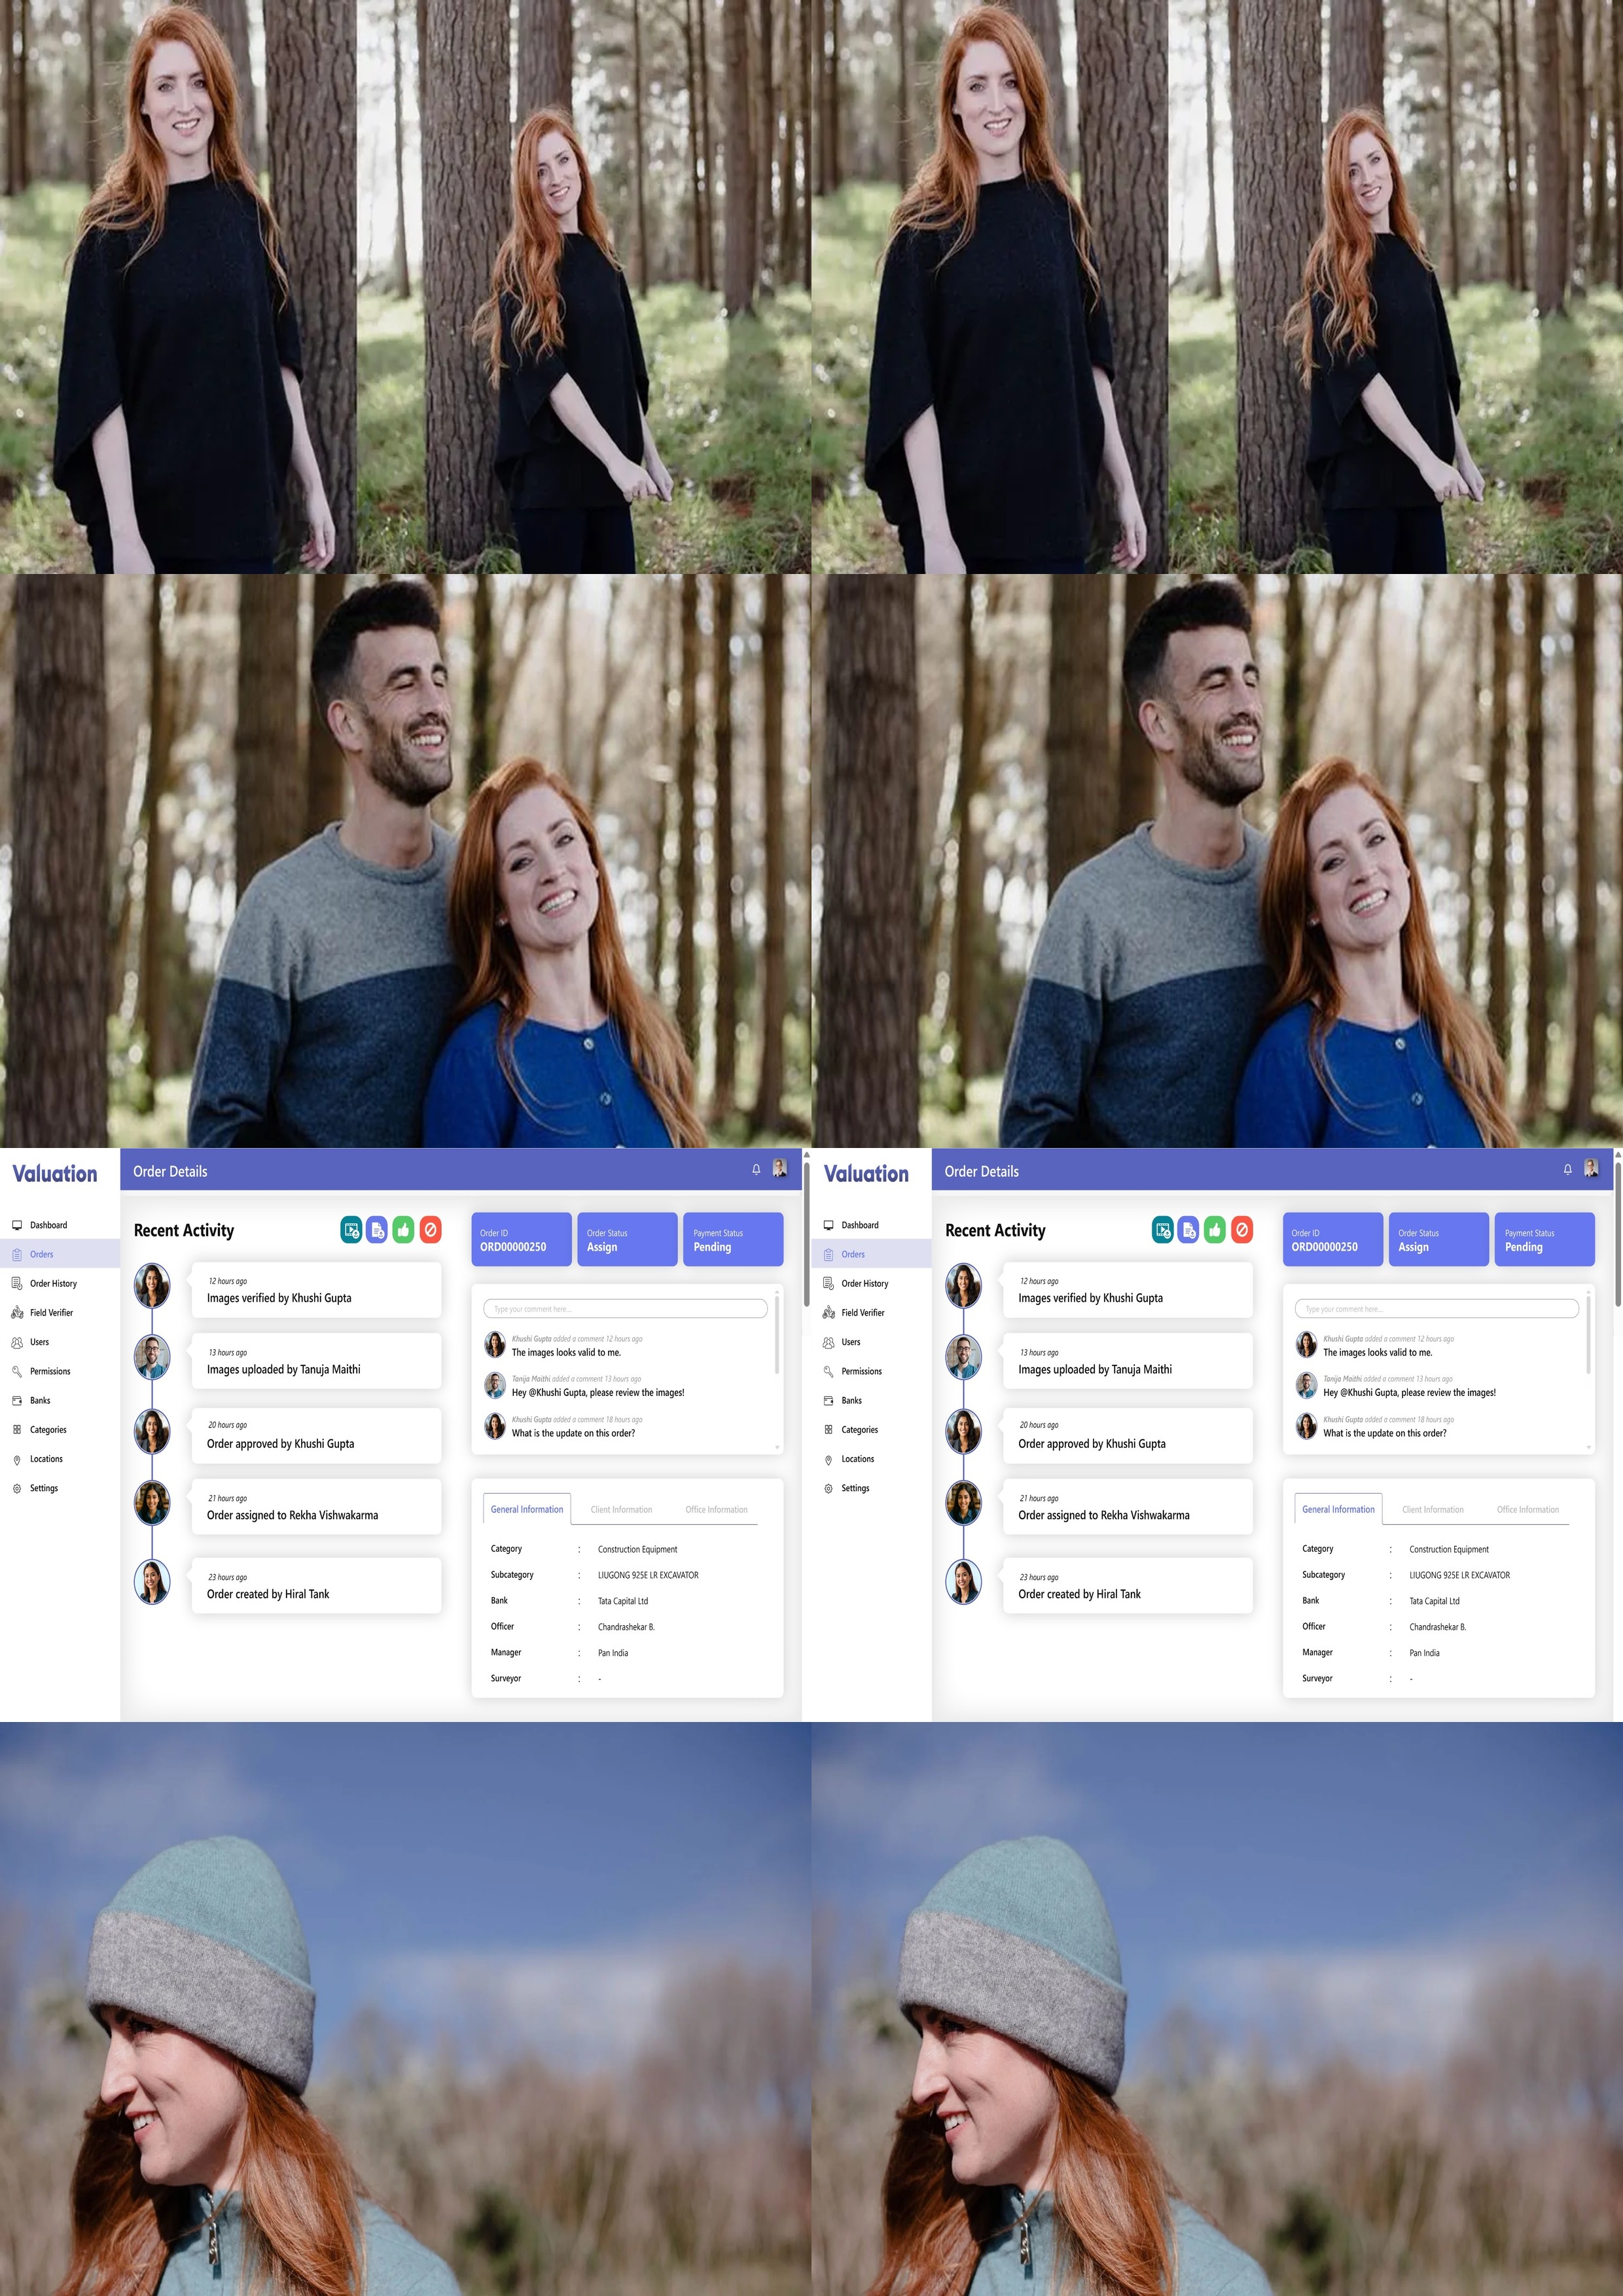 Valuation
Order Details
Dashboard
Orders
Order History
Field Verifier
Users
Permissions
Banks
Categories
Locations
Settings
Recent Activity
12 hours ago
Images verified by Khushi Gupta
13 hours ago
Images uploaded by Tanuja Maithi
20 hours ago
Order approved by Khushi Gupta
21 hours ago
Order assigned to Rekha Vishwakarma
23 hours ago
Order created by Hiral Tank
Order ID
ORD00000250
Order Status
Assign
Payment Status
Pending
Type your comment here...
Khushi Gupta added a comment 12 hours ago
The images looks valid to me.
Tanija Maithi added a comment 13 hours ago
Hey @Khushi Gupta, please review the images!
Khushi Gupta added a comment 18 hours ago
What is the update on this order?
General Information Client Information Office Information
Category : Construction Equipment
Subcategory : LIUGONG 925E LR EXCAVATOR
Bank : Tata Capital Ltd
Officer : Chandrashekar B.
Manager : Pan India
Surveyor : -
Valuation
Order Details
Dashboard
Orders
Order History
Field Verifier
Users
Permissions
Banks
Categories
Locations
Settings
Recent Activity
12 hours ago
Images verified by Khushi Gupta
13 hours ago
Images uploaded by Tanuja Maithi
20 hours ago
Order approved by Khushi Gupta
21 hours ago
Order assigned to Rekha Vishwakarma
23 hours ago
Order created by Hiral Tank
Order ID
ORD00000250
Order Status
Assign
Payment Status
Pending
Type your comment here...
Khushi Gupta added a comment 12 hours ago
The images looks valid to me.
Tanija Maithi added a comment 13 hours ago
Hey @Khushi Gupta, please review the images!
Khushi Gupta added a comment 18 hours ago
What is the update on this order?
General Information Client Information Office Information
Category : Construction Equipment
Subcategory : LIUGONG 925E LR EXCAVATOR
Bank : Tata Capital Ltd
Officer : Chandrashekar B.
Manager : Pan India
Surveyor : -